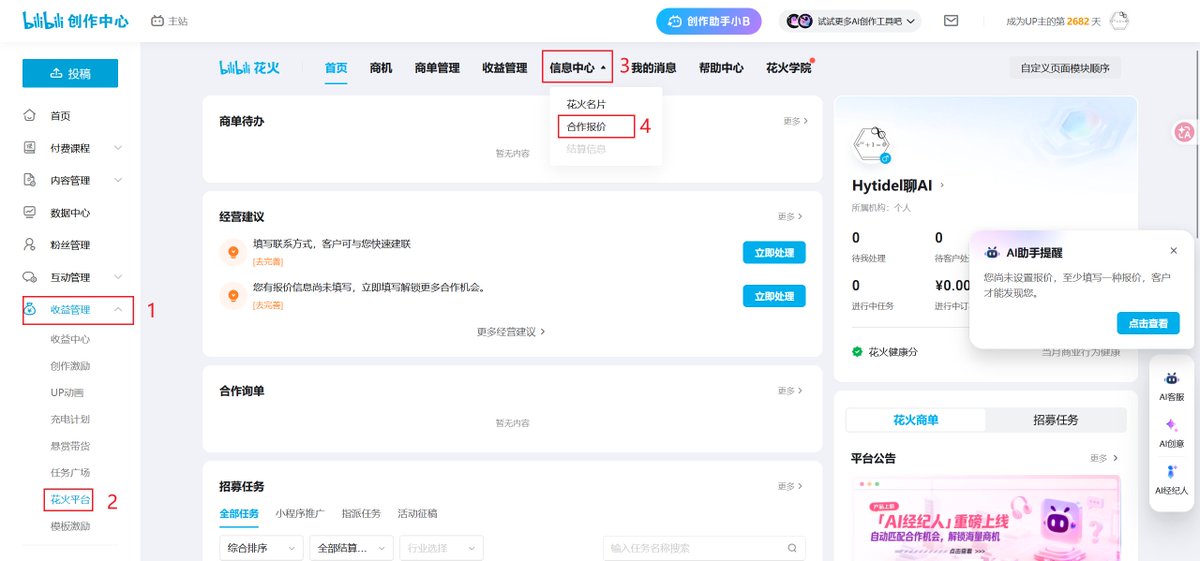 bilibili 创作中心
主站
创作助手小B
试试更多AI创作工具吧
成为UP主的第 2682 天
投稿
首页
付费课程
内容管理
数据中心
粉丝管理
互动管理
收益管理
1
收益中心
创作激励
UP动画
充电计划
悬赏带货
任务广场
花火平台
2
模板激励
bilibili 花火
首页
商机
商单管理
收益管理
信息中心
3
我的消息
帮助中心
花火学院
自定义页面模块顺序
花火名片
合作报价
4
结算信息
商单待办
更多
暂无内容
经营建议
更多
填写联系方式，客户可与您快速建联
[去完善]
立即处理
您有报价信息尚未填写，立即填写解锁更多合作机会。
[去完善]
立即处理
更多经营建议
合作询单
更多
暂无内容
招募任务
更多
全部任务
小程序推广
指派任务
活动征稿
综合排序
全部结算...
行业选择
输入任务名称搜索
Hytidel聊AI
所属机构：个人
0
0
待我处理
待客户处
0
¥0.00
进行中任务
进行中订
花火健康分
当月商业行为健康
AI助手提醒
您尚未设置报价，至少填写一种报价，客户
才能发现您。
点击查看
AI客服
AI创意
AI经纪人
花火商单
招募任务
平台公告
更多
产品上新
「AI经纪人」重磅上线
自动匹配合作机会，解锁海量商机
点击查看 >>>